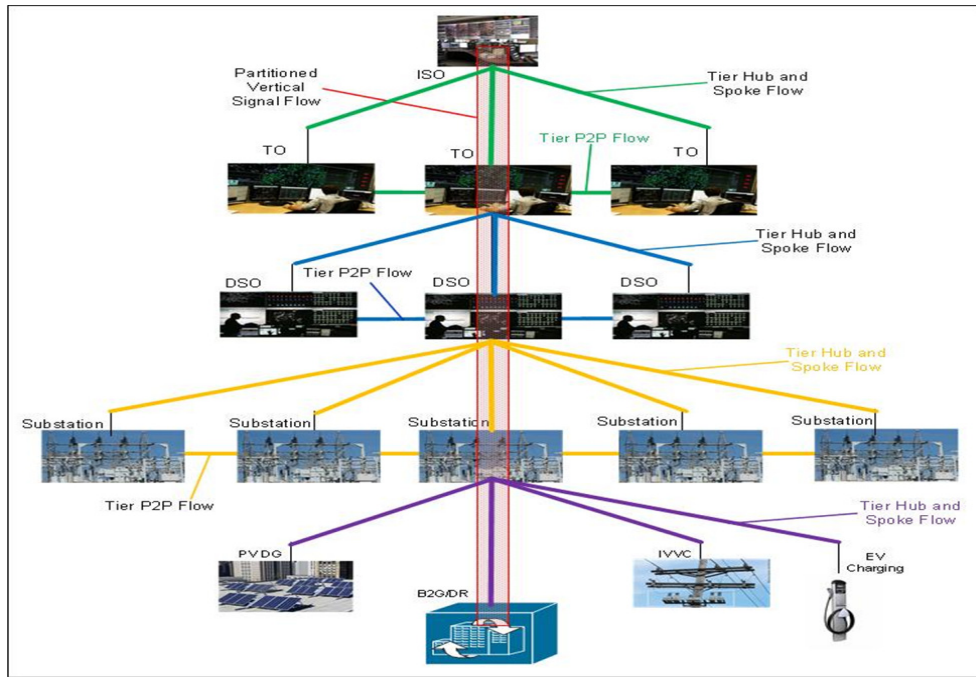 Partitioned
Vertical
Signal Flow
ISO
Tier Hub and
Spoke Flow
TO
TO
Tier P2P Flow
TO
Tier Hub and
Spoke Flow
DSO
Tier P2P Flow
DSO
DSO
Tier Hub and
Spoke Flow
Substation
Substation
Substation
Substation
Substation
Tier P2P Flow
Tier Hub and
Spoke Flow
PVDG
B2G/DR
IVVC
EV
Charging